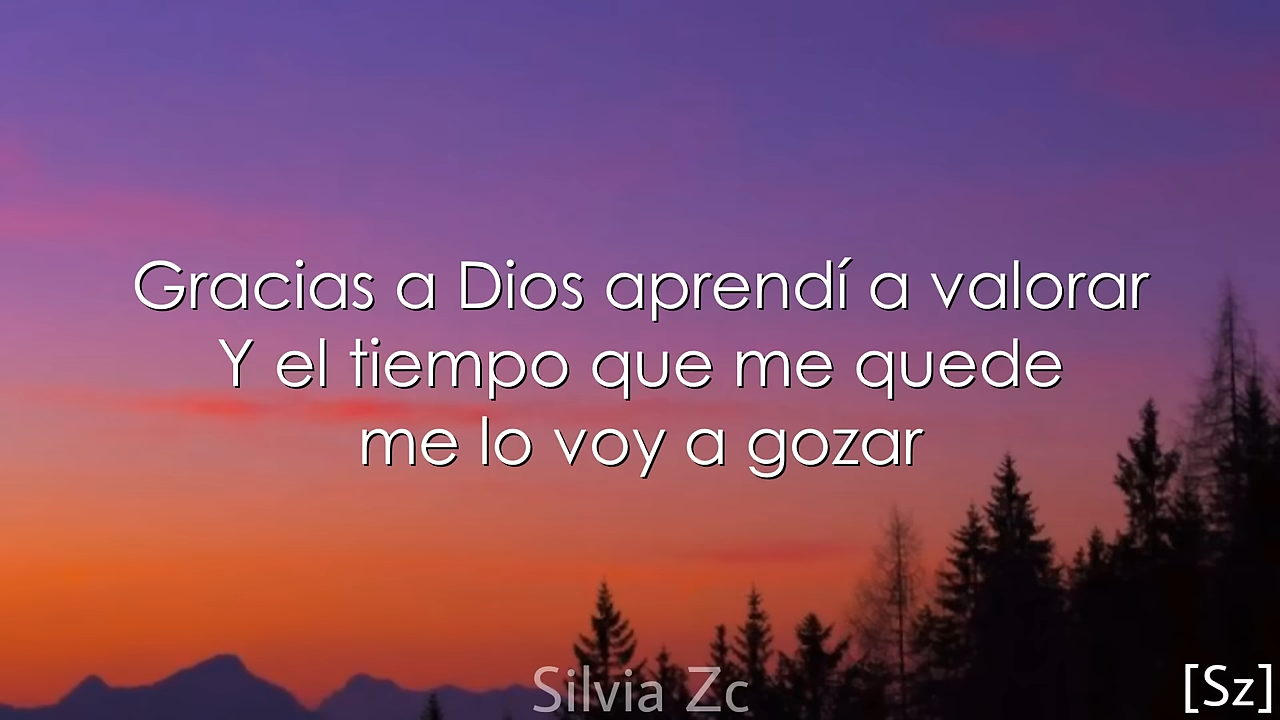 Gracias a Dios aprendí a valorar
Y el tiempo que me quede
me lo voy a gozar
Silvia Zc
[Sz]